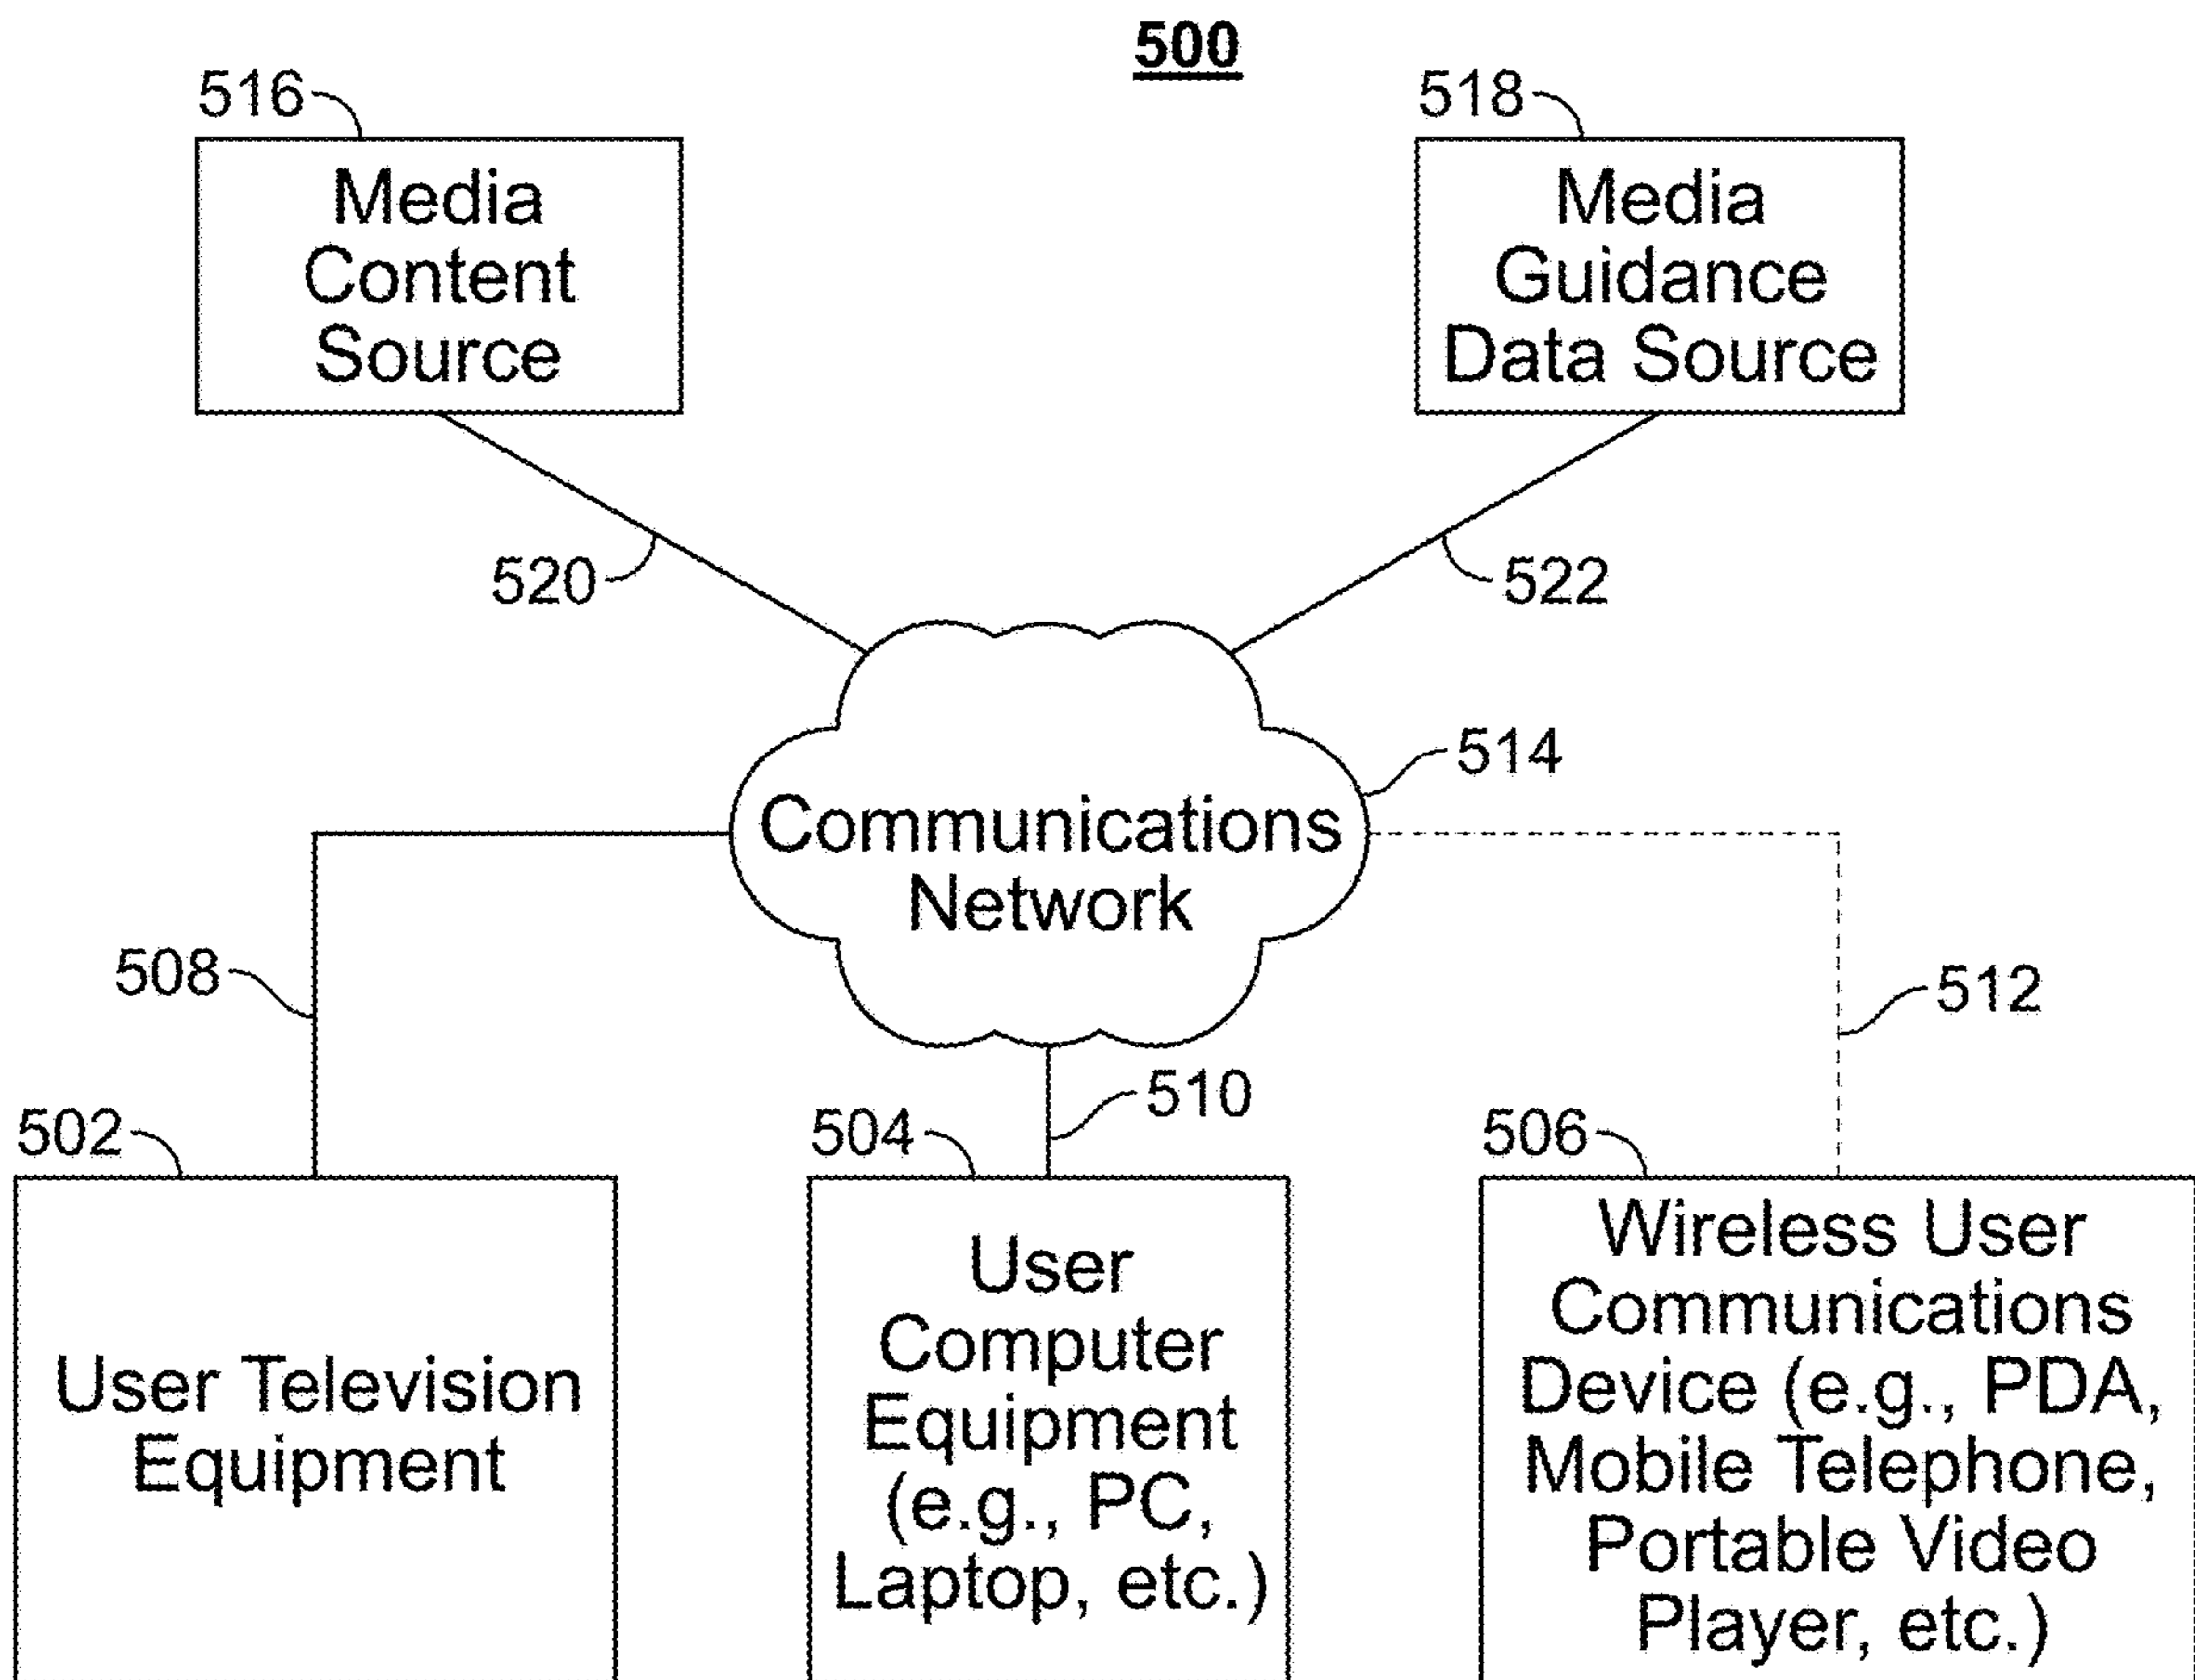 500
516
518
Media
Content
Source
Media
Guidance
Data Source
520
522
514
Communications
Network
508
512
510
502
504
506
User Television
Equipment
User
Computer
Equipment
(e.g., PC,
Laptop, etc.)
Wireless User
Communications
Device (e.g., PDA,
Mobile Telephone,
Portable Video
Player, etc.)